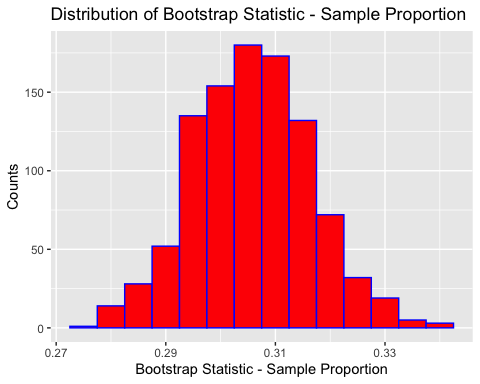 Distribution of Bootstrap Statistic - Sample Proportion
Counts
150
100
50
0
0.27 0.29 0.31 0.33
Bootstrap Statistic - Sample Proportion